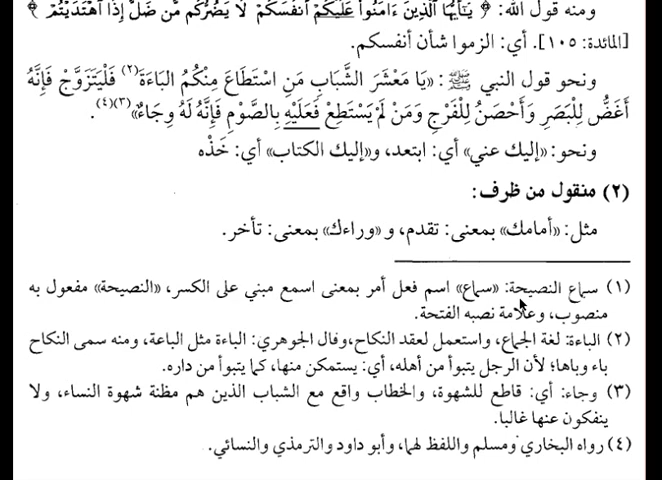 ومنه قول الله: ﴿ يَٰٓأَيُّهَا ٱلَّذِينَ ءَامَنُوا۟ عَلَيْكُمْ أَنفُسَكُمْ لَا يَضُرُّكُم مَّن ضَلَّ إِذَا ٱهْتَدَيْتُمْ ﴾
[المائدة: ١٠٥]. أي: الزموا شأن أنفسكم.
ونحو قول النبي ﷺ: «يَا مَعْشَرَ الشَّبَابِ مَنِ اسْتَطَاعَ مِنْكُمُ البَاءَةَ(٢) فَلْيَتَزَوَّجْ فَإِنَّهُ
أَغَضُّ لِلْبَصَرِ وَأَحْصَنُ لِلْفَرْجِ وَمَنْ لَمْ يَسْتَطِعْ فَعَلَيْهِ بِالصَّوْمِ فَإِنَّهُ لَهُ وِجَاءٌ»(٣)(٤).
ونحو: «إليك عني» أي: ابتعد، و«إليك الكتاب» أي: خَذْه
(٢) منقول من ظرف:
مثل: «أمامك» بمعنى: تقدم، و«وراءك» بمعنى: تأخر.
(١) سماع النصيحة: «سماع» اسم فعل أمر بمعنى اسمع مبني على الكسر، «النصيحة» مفعول به
منصوب، وعلامة نصبه الفتحة.
(٢) الباءة: لغة الجماع، واستعمل لعقد النكاح،وقال الجوهري: الباءة مثل الباعة، ومنه سمى النكاح
باء وباها؛ لأن الرجل يتبوأ من أهله، أي: يستمكن منها، كما يتبوأ من داره.
(٣) وجاء: أي: قاطع للشهوة، والخطاب واقع مع الشباب الذين هم مظنة شهوة النساء، ولا
ينفكون عنها غالبا.
(٤) رواه البخاري ومسلم واللفظ لهما، وأبو داود والترمذي والنسائي.